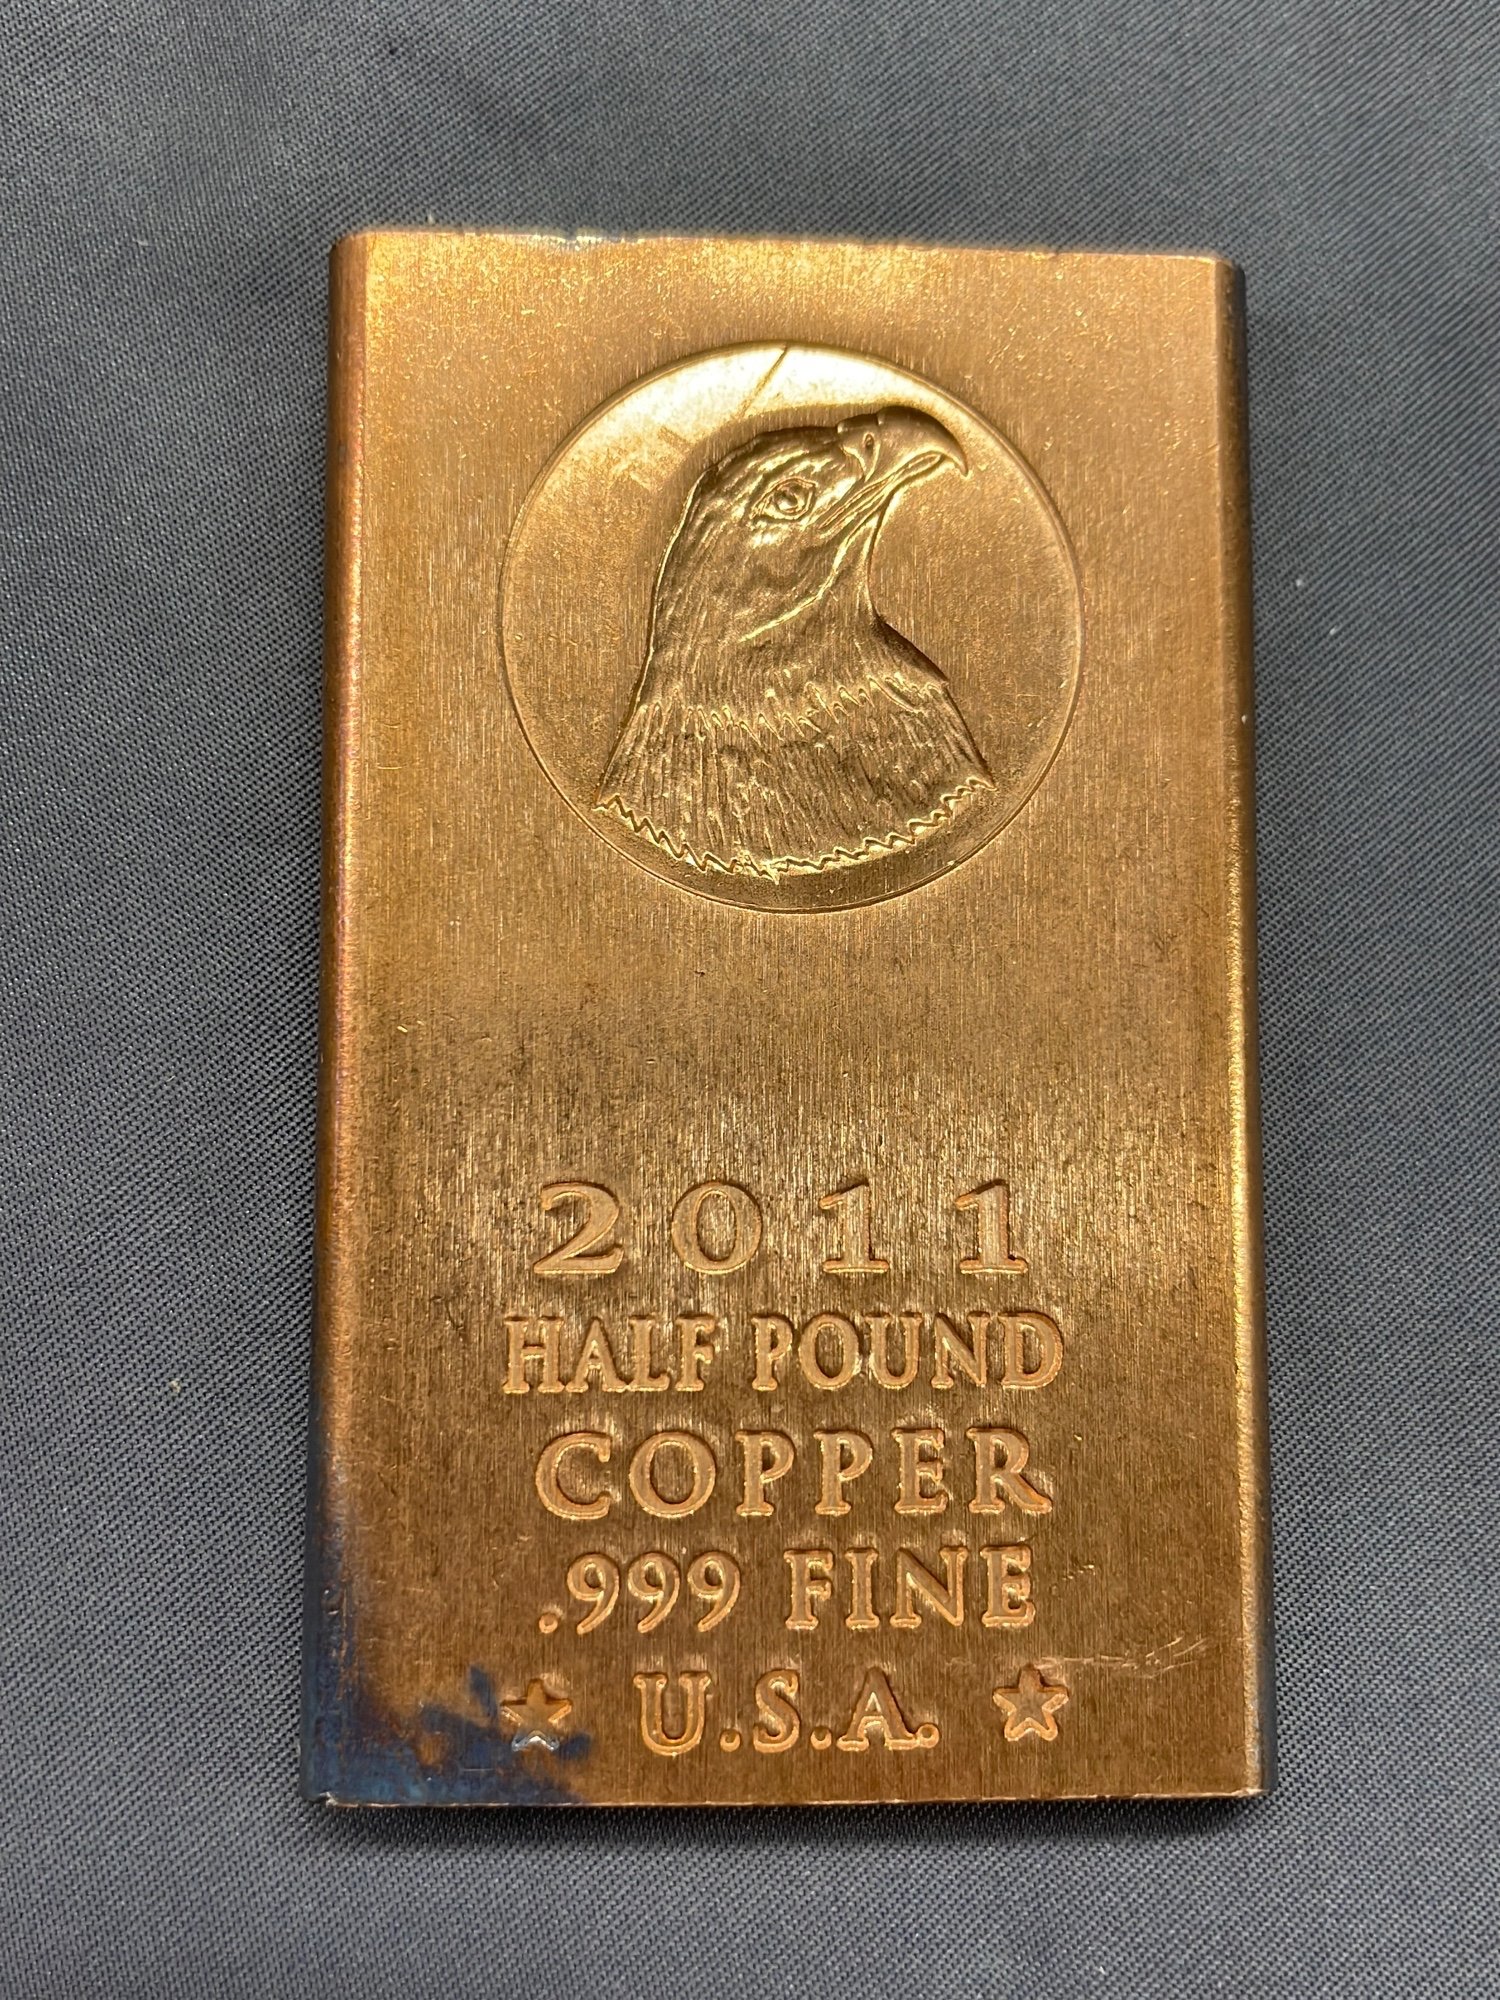 2011
HALF POUND
COPPER
.999 FINE
★ U.S.A. ★